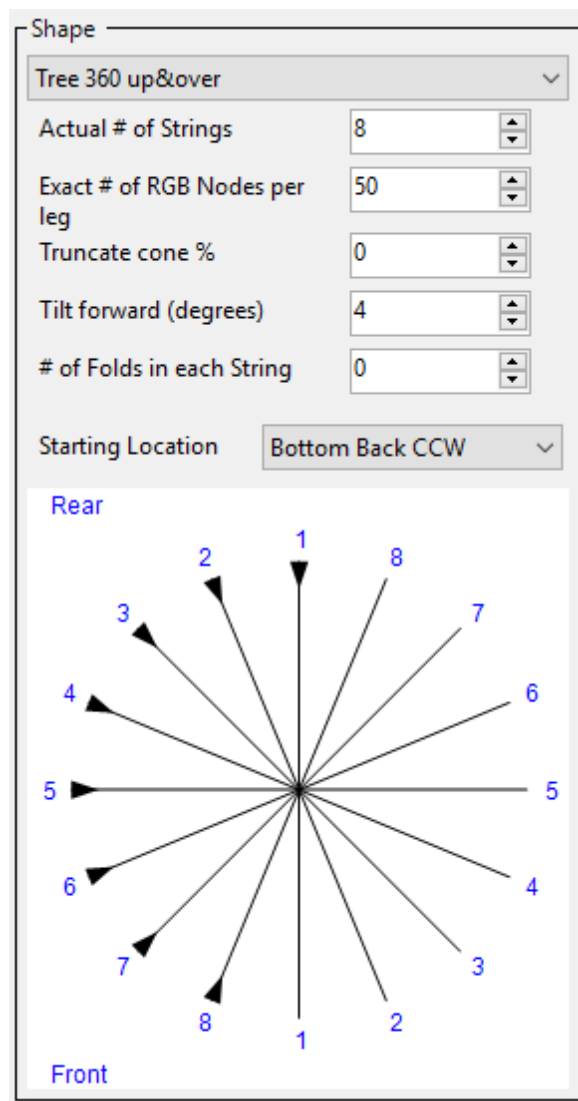 Shape
Tree 360 up&over
Actual # of Strings 8
Exact # of RGB Nodes per 50
leg
Truncate cone % 0
Tilt forward (degrees) 4
# of Folds in each String 0
Starting Location Bottom Back CCW
Rear
1
2 8
3 7
4 6
5 5
6 4
7 3
8 2
1
Front